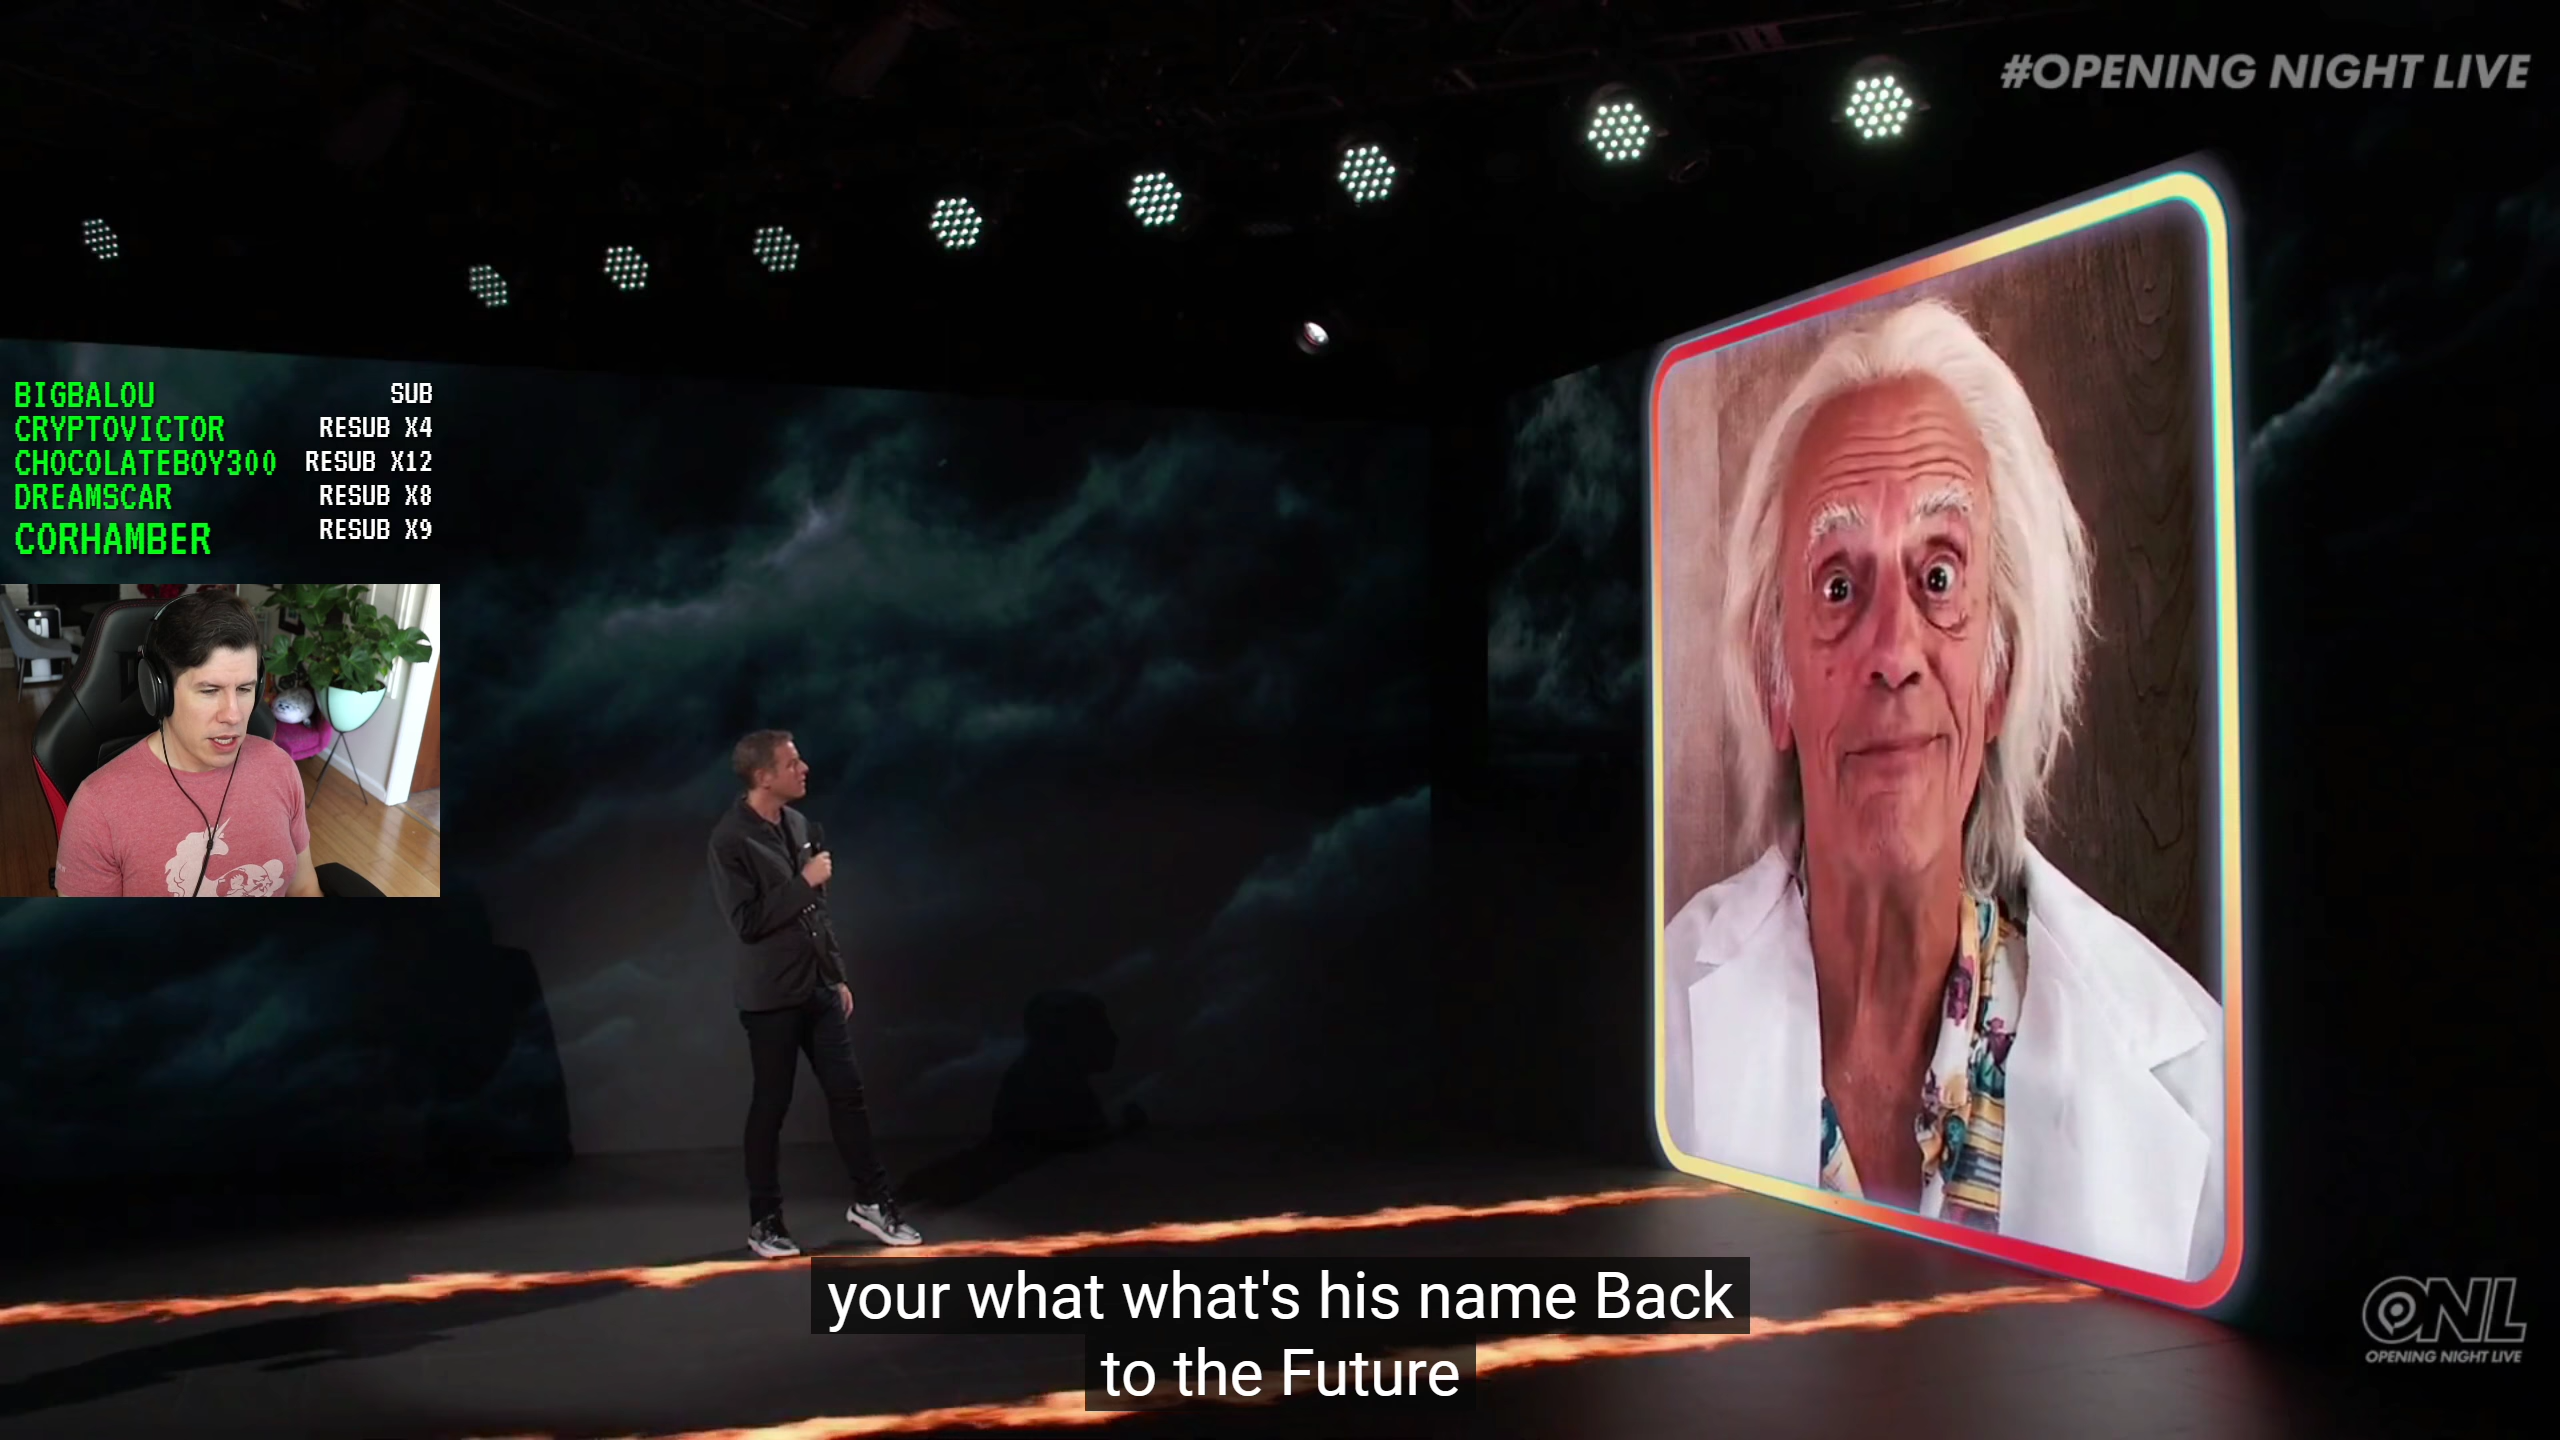 #OPENING NIGHT LIVE
BIGBALOU SUB
CRYPTOVICTOR RESUB X4
CHOCOLATEBOY300 RESUB X12
DREAMSCAR RESUB X8
CORHAMBER RESUB X9
your what what's his name Back
to the Future
ONL
OPENING NIGHT LIVE